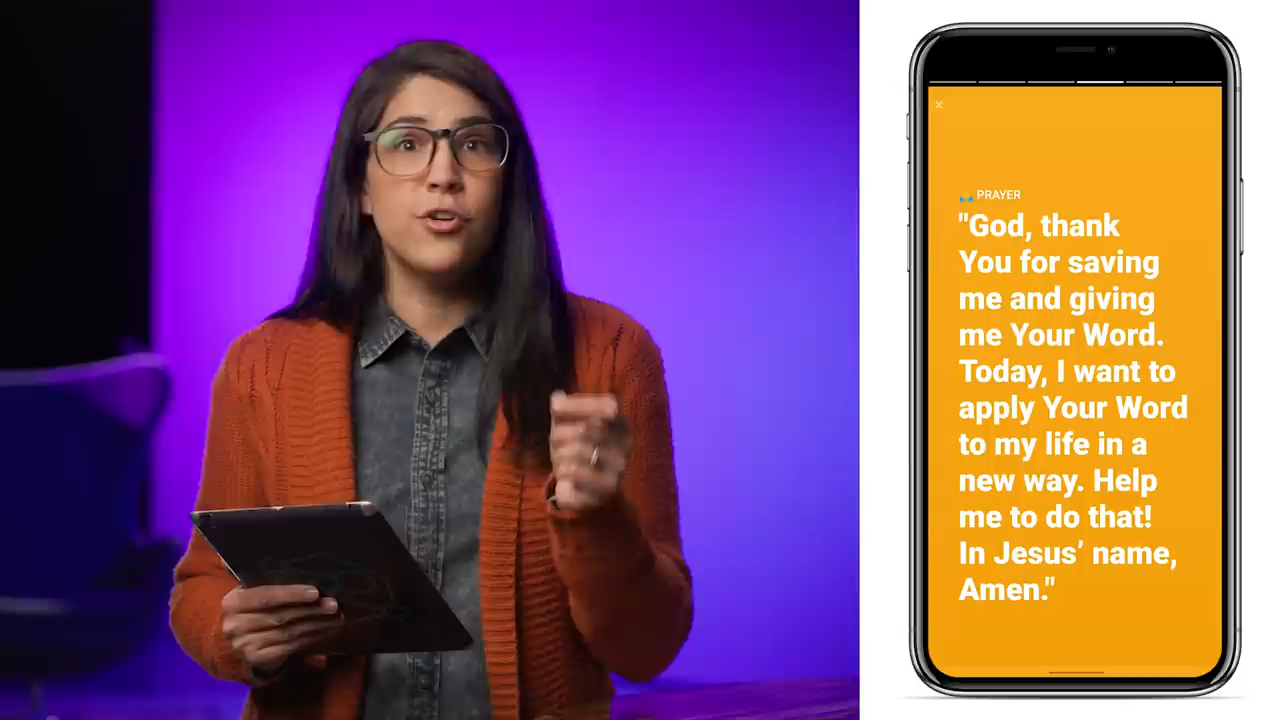 PRAYER
"God, thank
You for saving
me and giving
me Your Word.
Today, I want to
apply Your Word
to my life in a
new way. Help
me to do that!
In Jesus’ name,
Amen."